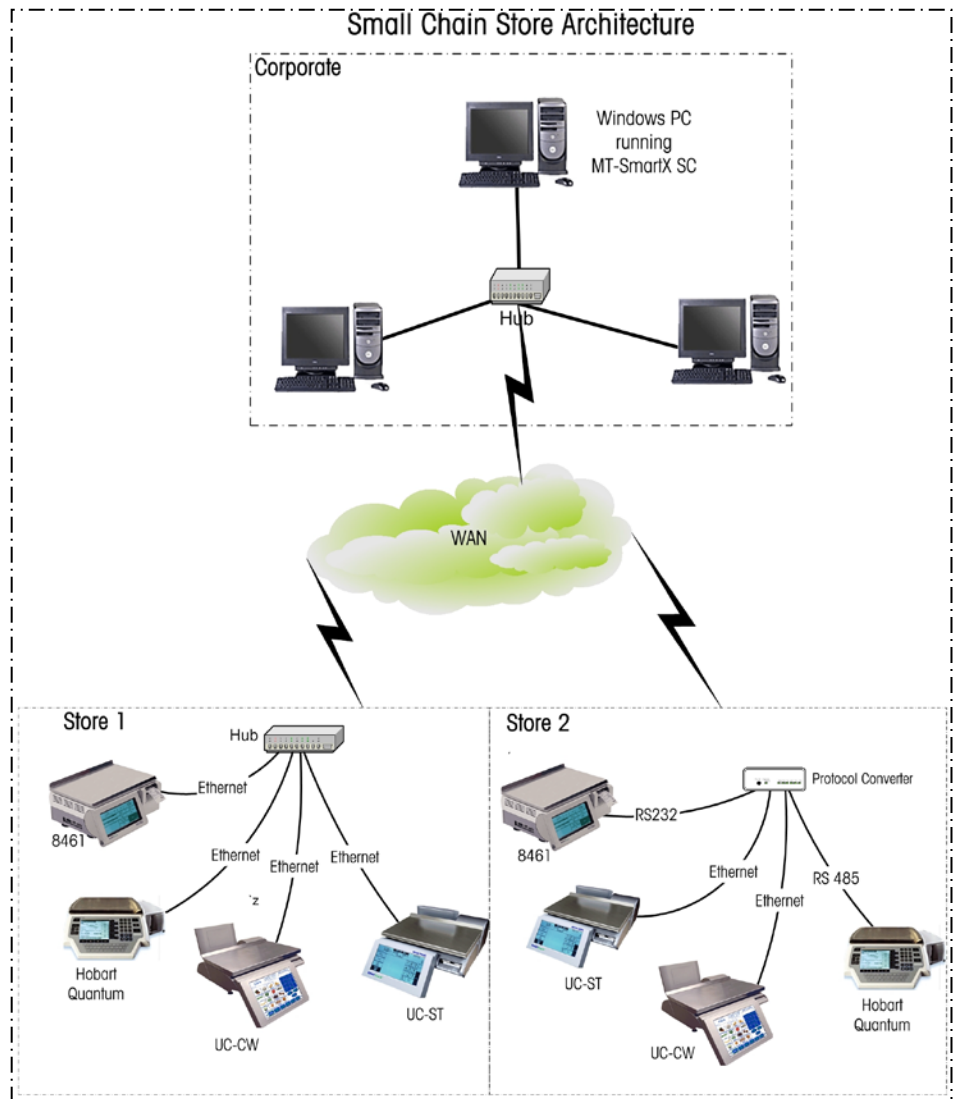 Small Chain Store Architecture
Corporate
Windows PC
running
MT-SmartX SC
Hub
WAN
Store 1
Hub
Ethernet
8461
Ethernet
Ethernet
Ethernet
'z
Hobart
Quantum
UC-CW
UC-ST
Store 2
Protocol Converter
RS232
8461
Ethernet
RS 485
Ethernet
UC-ST
Hobart
Quantum
UC-CW